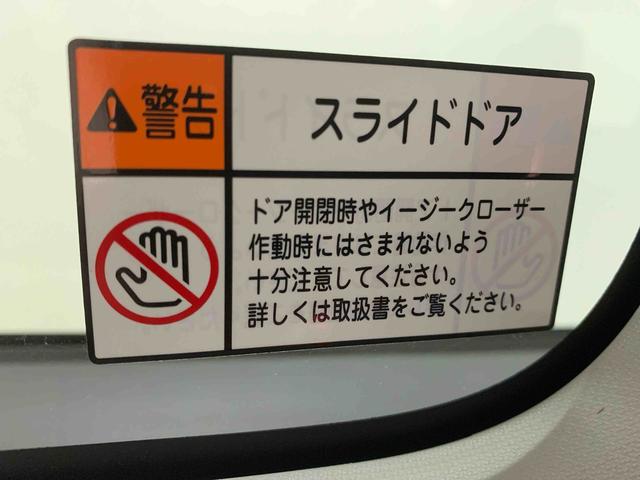 警告
スライドドア
ドア開閉時やイージークローザー
作動時にはさまれないよう
十分注意してください。
詳しくは取扱書をご覧ください。